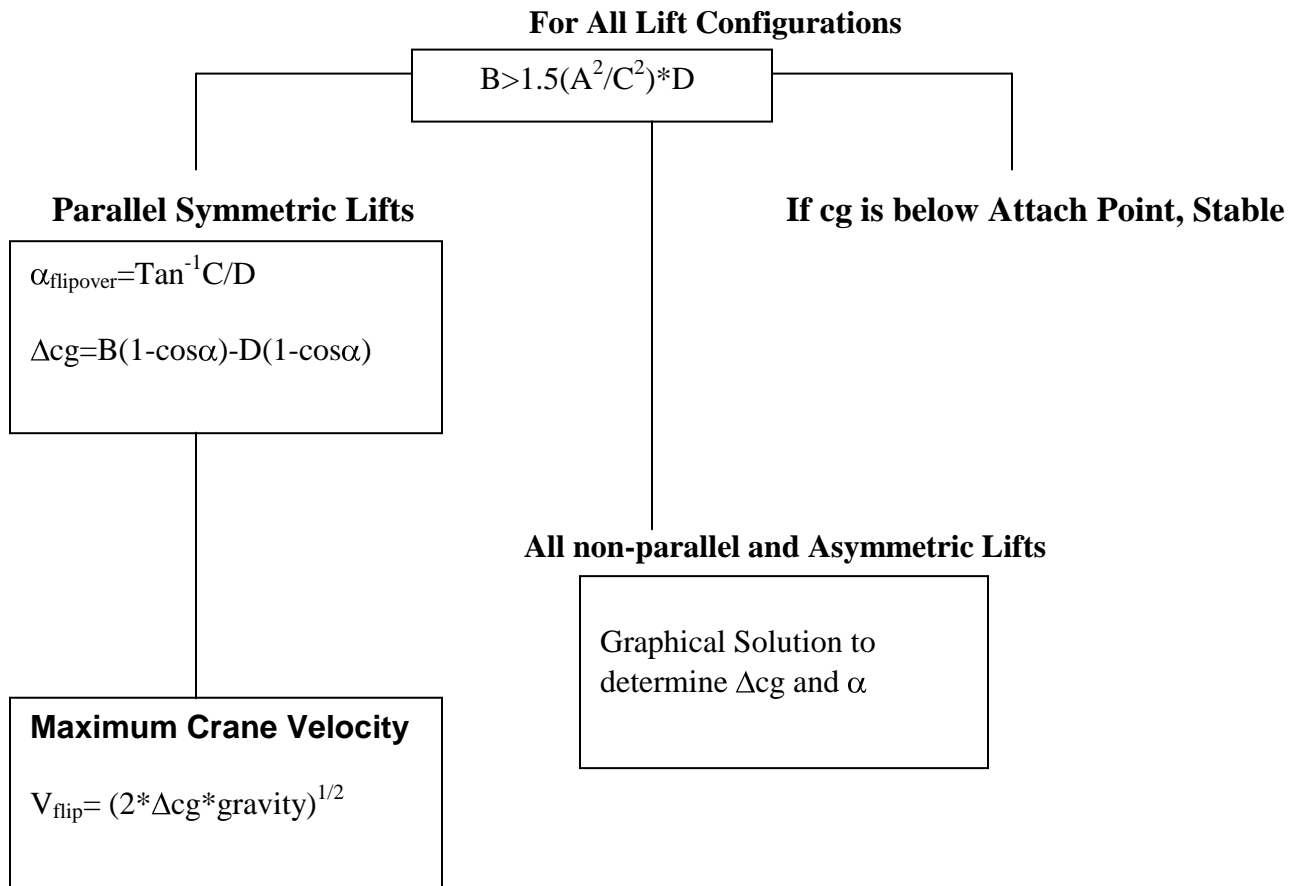 For All Lift Configurations
B>1.5(A²/C²)*D
Parallel Symmetric Lifts
If cg is below Attach Point, Stable
α_flipover=Tan⁻¹C/D
Δcg=B(1-cosα)-D(1-cosα)
All non-parallel and Asymmetric Lifts
Graphical Solution to
determine Δcg and α
Maximum Crane Velocity
V_flip= (2*Δcg*gravity)^1/2